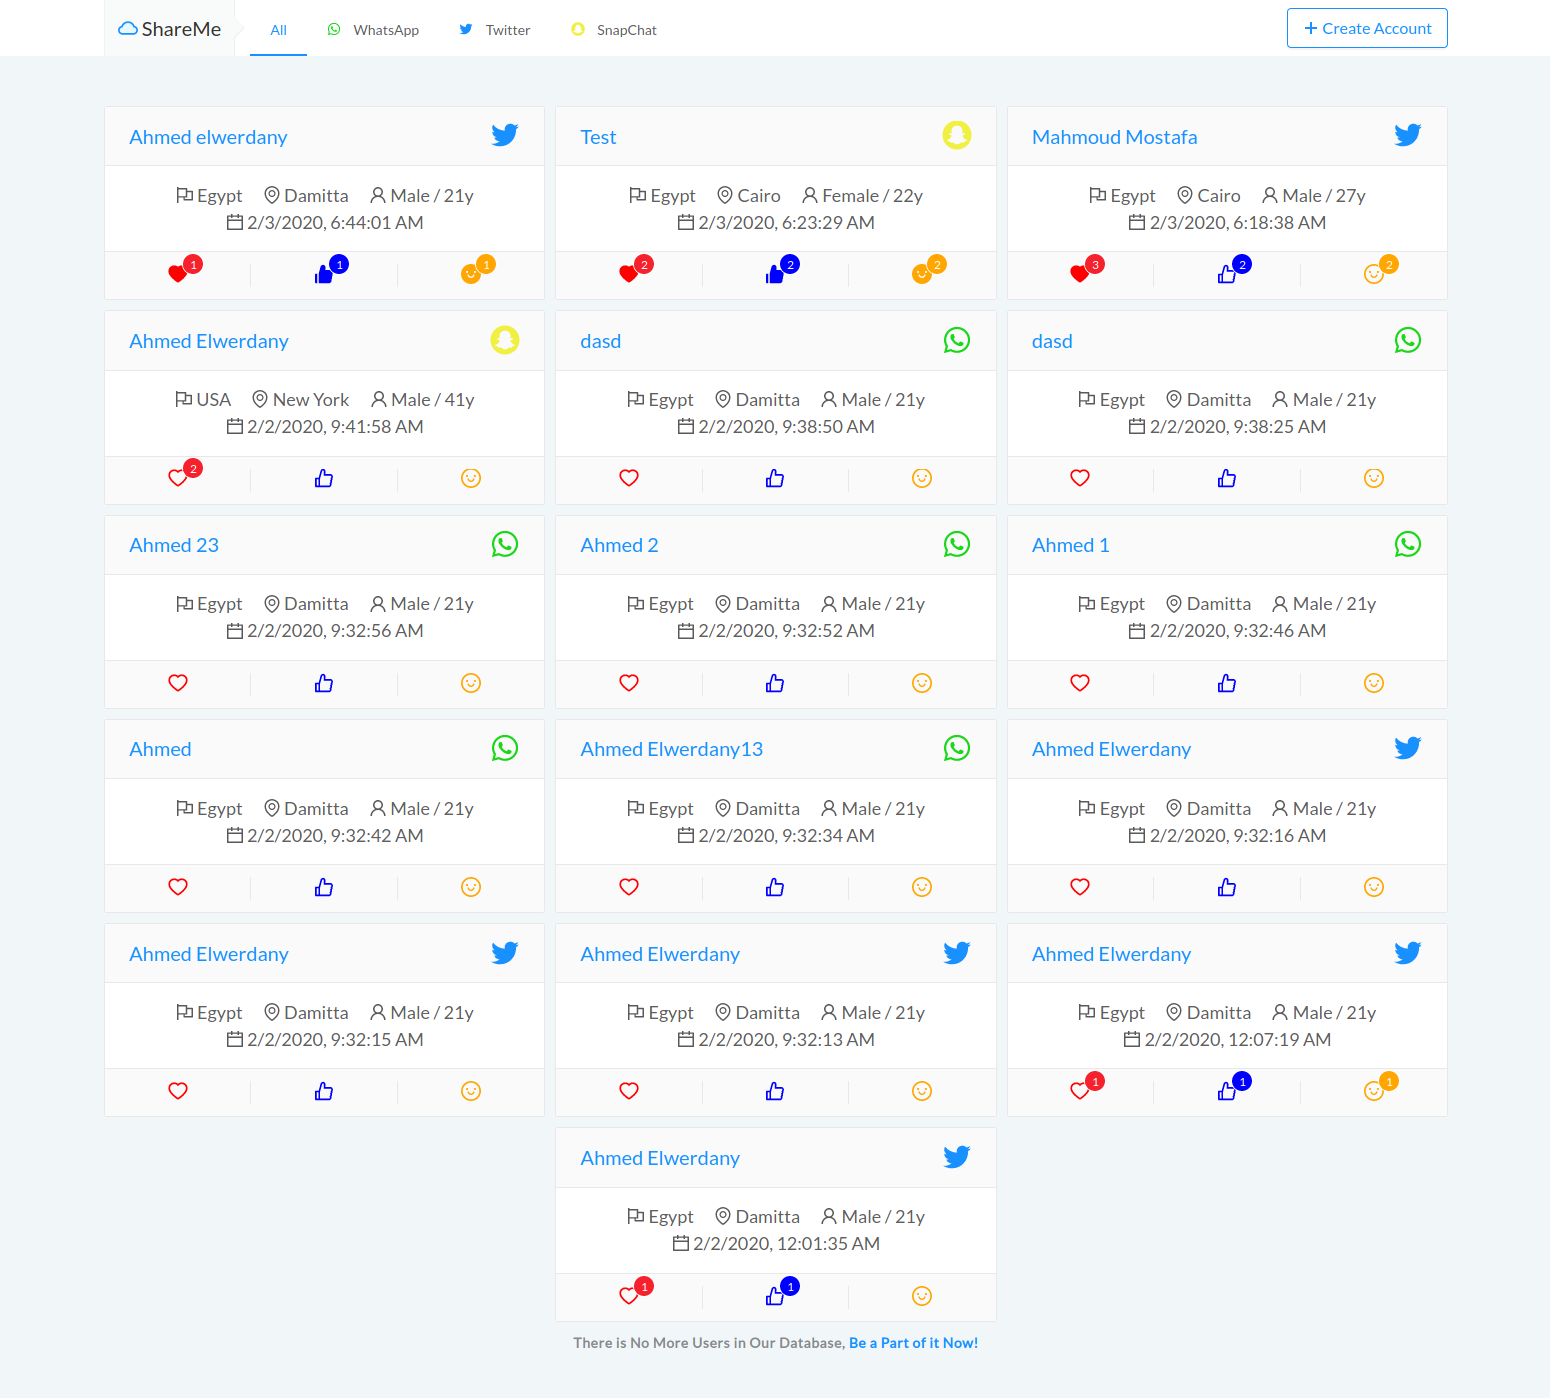 ShareMe All WhatsApp Twitter SnapChat Create Account
Ahmed elwerdany
Egypt Damitta Male / 21y
2/3/2020, 6:44:01 AM
1 1 1
Test
Egypt Cairo Female / 22y
2/3/2020, 6:23:29 AM
2 2 2
Mahmoud Mostafa
Egypt Cairo Male / 27y
2/3/2020, 6:18:38 AM
3 2 2
Ahmed Elwerdany
USA New York Male / 41y
2/2/2020, 9:41:58 AM
2
dasd
Egypt Damitta Male / 21y
2/2/2020, 9:38:50 AM
dasd
Egypt Damitta Male / 21y
2/2/2020, 9:38:25 AM
Ahmed 23
Egypt Damitta Male / 21y
2/2/2020, 9:32:56 AM
Ahmed 2
Egypt Damitta Male / 21y
2/2/2020, 9:32:52 AM
Ahmed 1
Egypt Damitta Male / 21y
2/2/2020, 9:32:46 AM
Ahmed
Egypt Damitta Male / 21y
2/2/2020, 9:32:42 AM
Ahmed Elwerdany13
Egypt Damitta Male / 21y
2/2/2020, 9:32:34 AM
Ahmed Elwerdany
Egypt Damitta Male / 21y
2/2/2020, 9:32:16 AM
Ahmed Elwerdany
Egypt Damitta Male / 21y
2/2/2020, 9:32:15 AM
Ahmed Elwerdany
Egypt Damitta Male / 21y
2/2/2020, 9:32:13 AM
Ahmed Elwerdany
Egypt Damitta Male / 21y
2/2/2020, 12:07:19 AM
1 1 1
Ahmed Elwerdany
Egypt Damitta Male / 21y
2/2/2020, 12:01:35 AM
1 1
There is No More Users in Our Database, Be a Part of it Now!